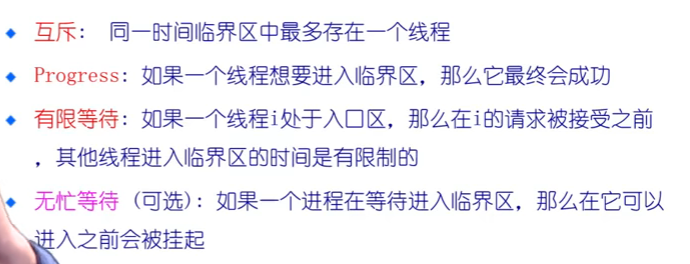 互斥： 同一时间临界区中最多存在一个线程
Progress：如果一个线程想要进入临界区，那么它最终会成功
有限等待：如果一个线程i处于入口区，那么在i的请求被接受之前
，其他线程进入临界区的时间是有限制的
无忙等待 (可选)：如果一个进程在等待进入临界区，那么在它可以
进入之前会被挂起